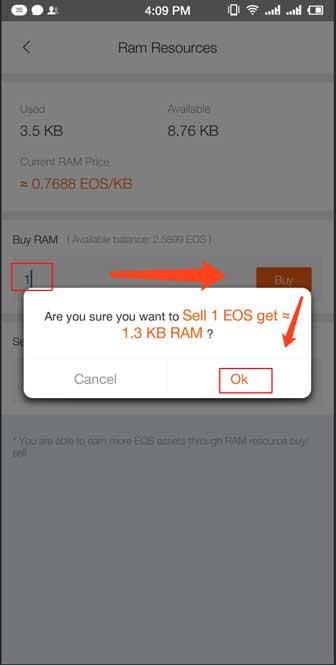 35 4:09 PM
Ram Resources
Used Available
3.5 KB 8.76 KB
Current RAM Price
≈ 0.7688 EOS/KB
Buy RAM ( Available balance: 2.5899 EOS )
1 Buy
Are you sure you want to Sell 1 EOS get ≈
1.3 KB RAM ?
Se
Cancel Ok
* You are able to earn more EOS assets through RAM resource buy/
sell